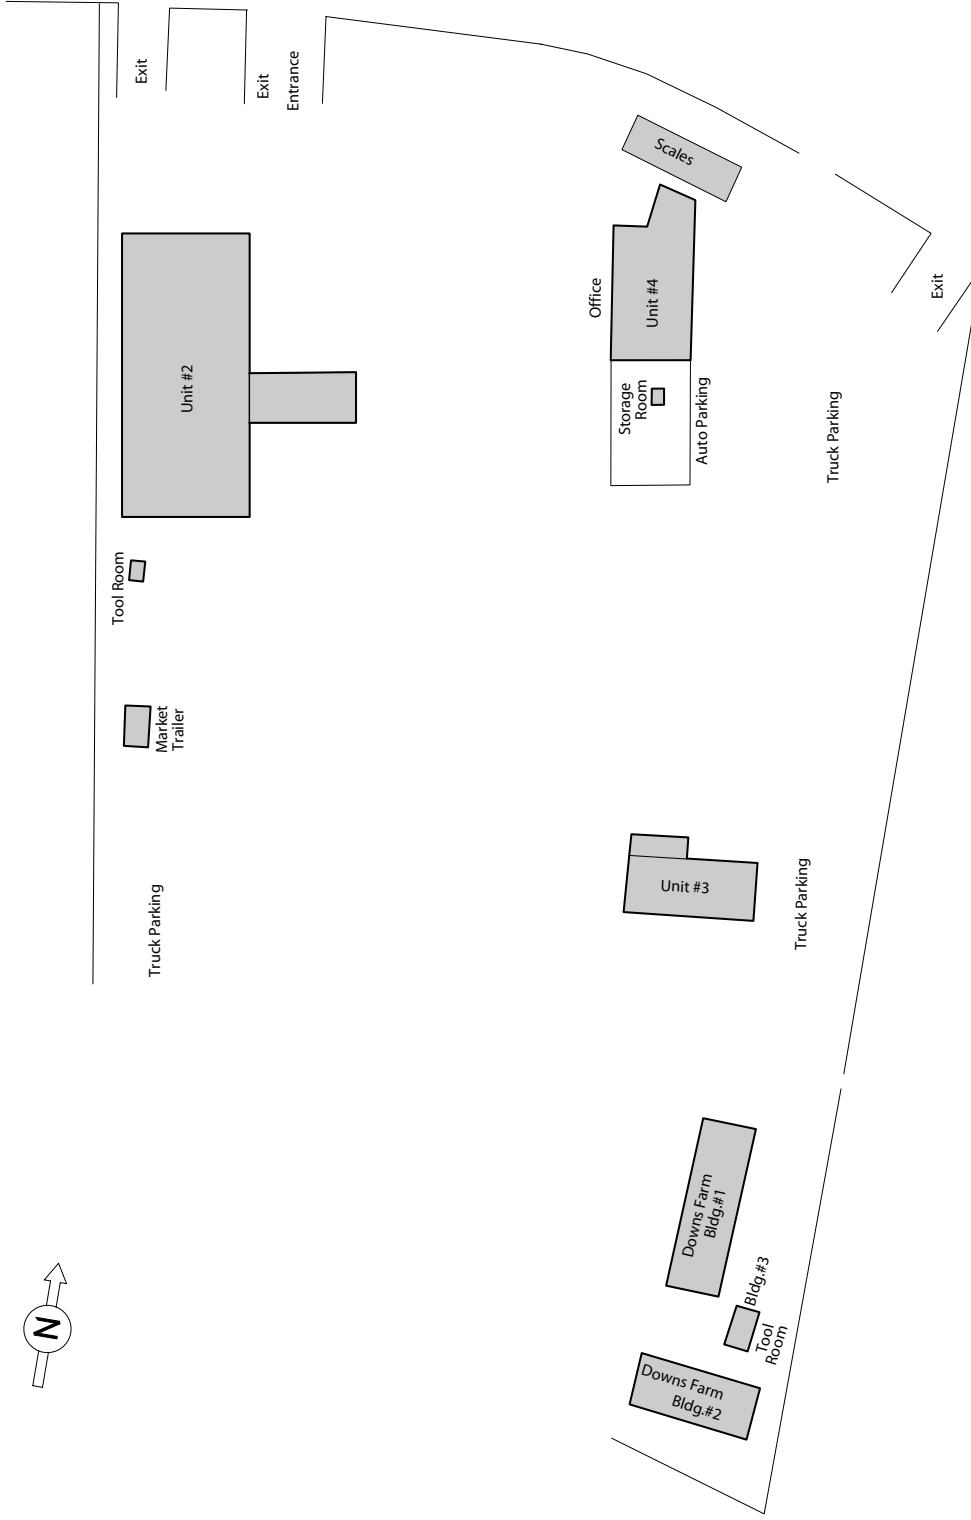 Exit
Exit
Entrance
Scales
Office
Unit #4
Exit
Unit #2
Storage
Room
Auto Parking
Truck Parking
Tool Room
Market
Trailer
Unit #3
Truck Parking
Truck Parking
Downs Farm
Bldg.#1
Bldg.#3
Tool
Room
N
Downs Farm
Bldg.#2